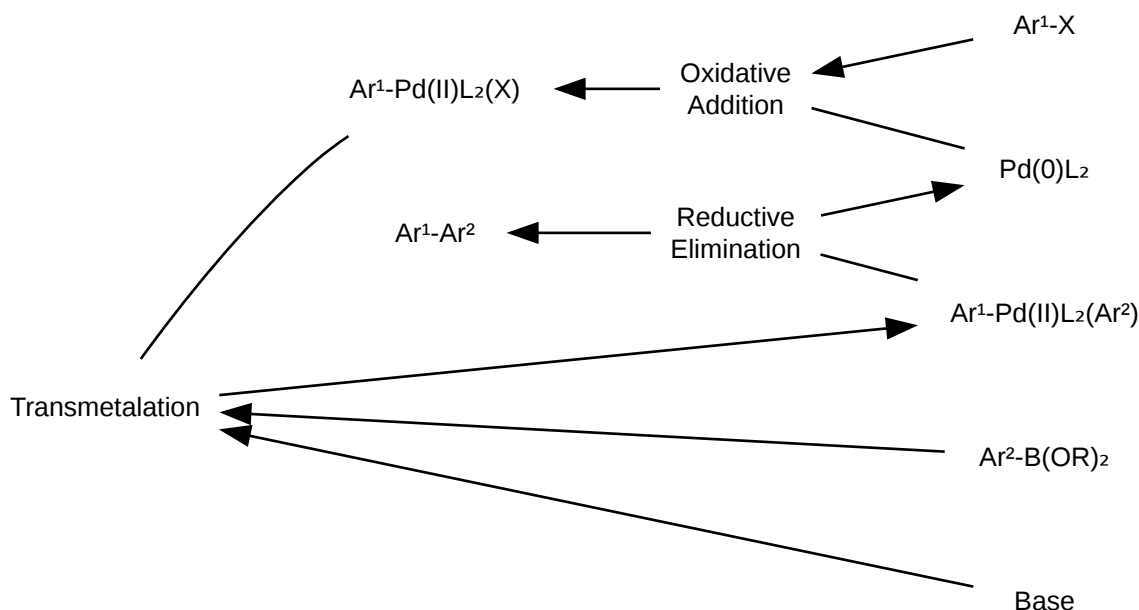 Ar¹-X
Oxidative
Addition
Ar¹-Pd(II)L₂(X)
Pd(0)L₂
Reductive
Elimination
Ar¹-Ar²
Ar¹-Pd(II)L₂(Ar²)
Transmetalation
Ar²-B(OR)₂
Base